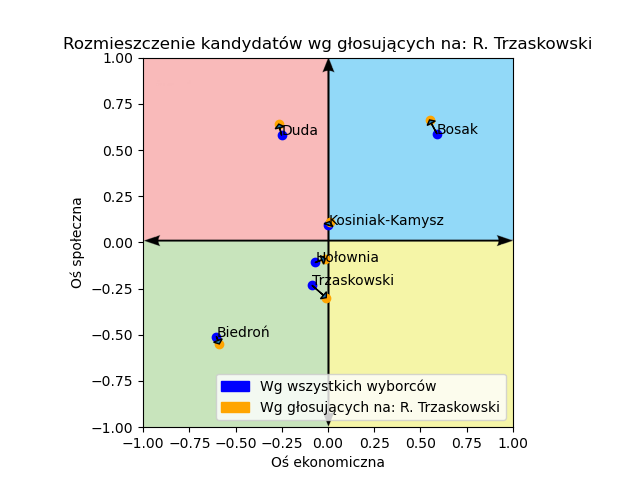 Rozmieszczenie kandydatów wg głosujących na: R. Trzaskowski
1.00
0.75
0.50
0.25
0.00
−0.25
−0.50
−0.75
−1.00
Oś społeczna
Duda
Bosak
Kosiniak-Kamysz
Hołownia
Trzaskowski
Biedroń
Wg wszystkich wyborców
Wg głosujących na: R. Trzaskowski
−1.00 −0.75 −0.50 −0.25 0.00 0.25 0.50 0.75 1.00
Oś ekonomiczna